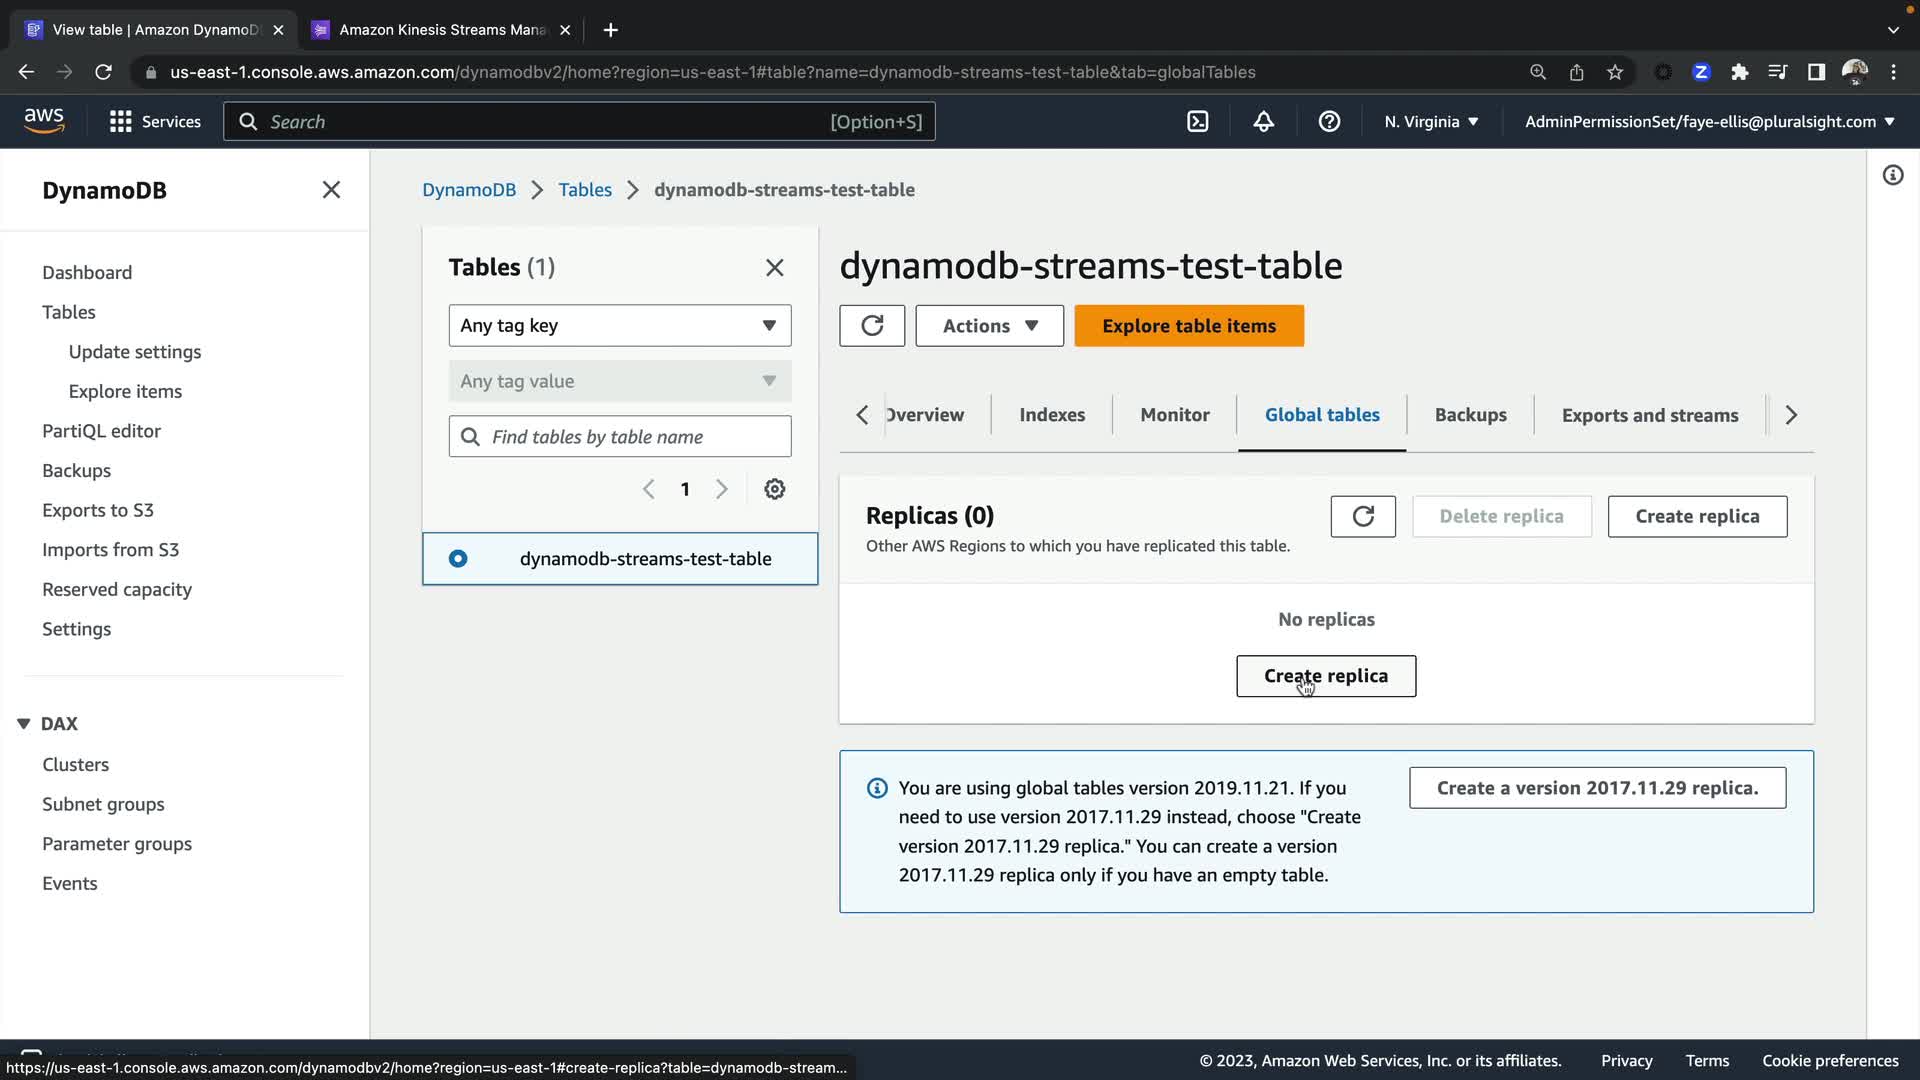 View table | Amazon DynamoD
Amazon Kinesis Streams Mana
us-east-1.console.aws.amazon.com/dynamodbv2/home?region=us-east-1#table?name=dynamodb-streams-test-table&tab=globalTables
Z
aws
Services
Search
[Option+S]
N. Virginia
AdminPermissionSet/faye-ellis@pluralsight.com
DynamoDB
Dashboard
Tables
Update settings
Explore items
PartiQL editor
Backups
Exports to S3
Imports from S3
Reserved capacity
Settings
DAX
Clusters
Subnet groups
Parameter groups
Events
DynamoDB
Tables
dynamodb-streams-test-table
Tables (1)
Any tag key
Any tag value
Find tables by table name
1
dynamodb-streams-test-table
dynamodb-streams-test-table
Actions
Explore table items
Overview
Indexes
Monitor
Global tables
Backups
Exports and streams
Replicas (0)
Other AWS Regions to which you have replicated this table.
Delete replica
Create replica
No replicas
Create replica
You are using global tables version 2019.11.21. If you
need to use version 2017.11.29 instead, choose "Create
version 2017.11.29 replica." You can create a version
2017.11.29 replica only if you have an empty table.
Create a version 2017.11.29 replica.
https://us-east-1.console.aws.amazon.com/dynamodbv2/home?region=us-east-1#create-replica?table=dynamodb-stream...
© 2023, Amazon Web Services, Inc. or its affiliates.
Privacy
Terms
Cookie preferences